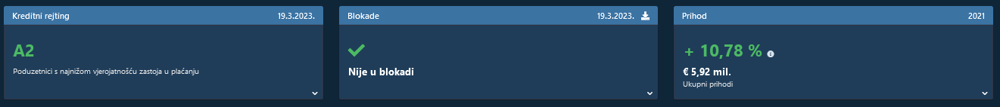 Kreditni rejting 19.3.2023.
A2
Poduzetnici s najnižom vjerojatnošću zastoja u plaćanju
Blokade 19.3.2023.
Nije u blokadi
Prihod 2021
+ 10,78 %
€ 5,92 mil.
Ukupni prihodi